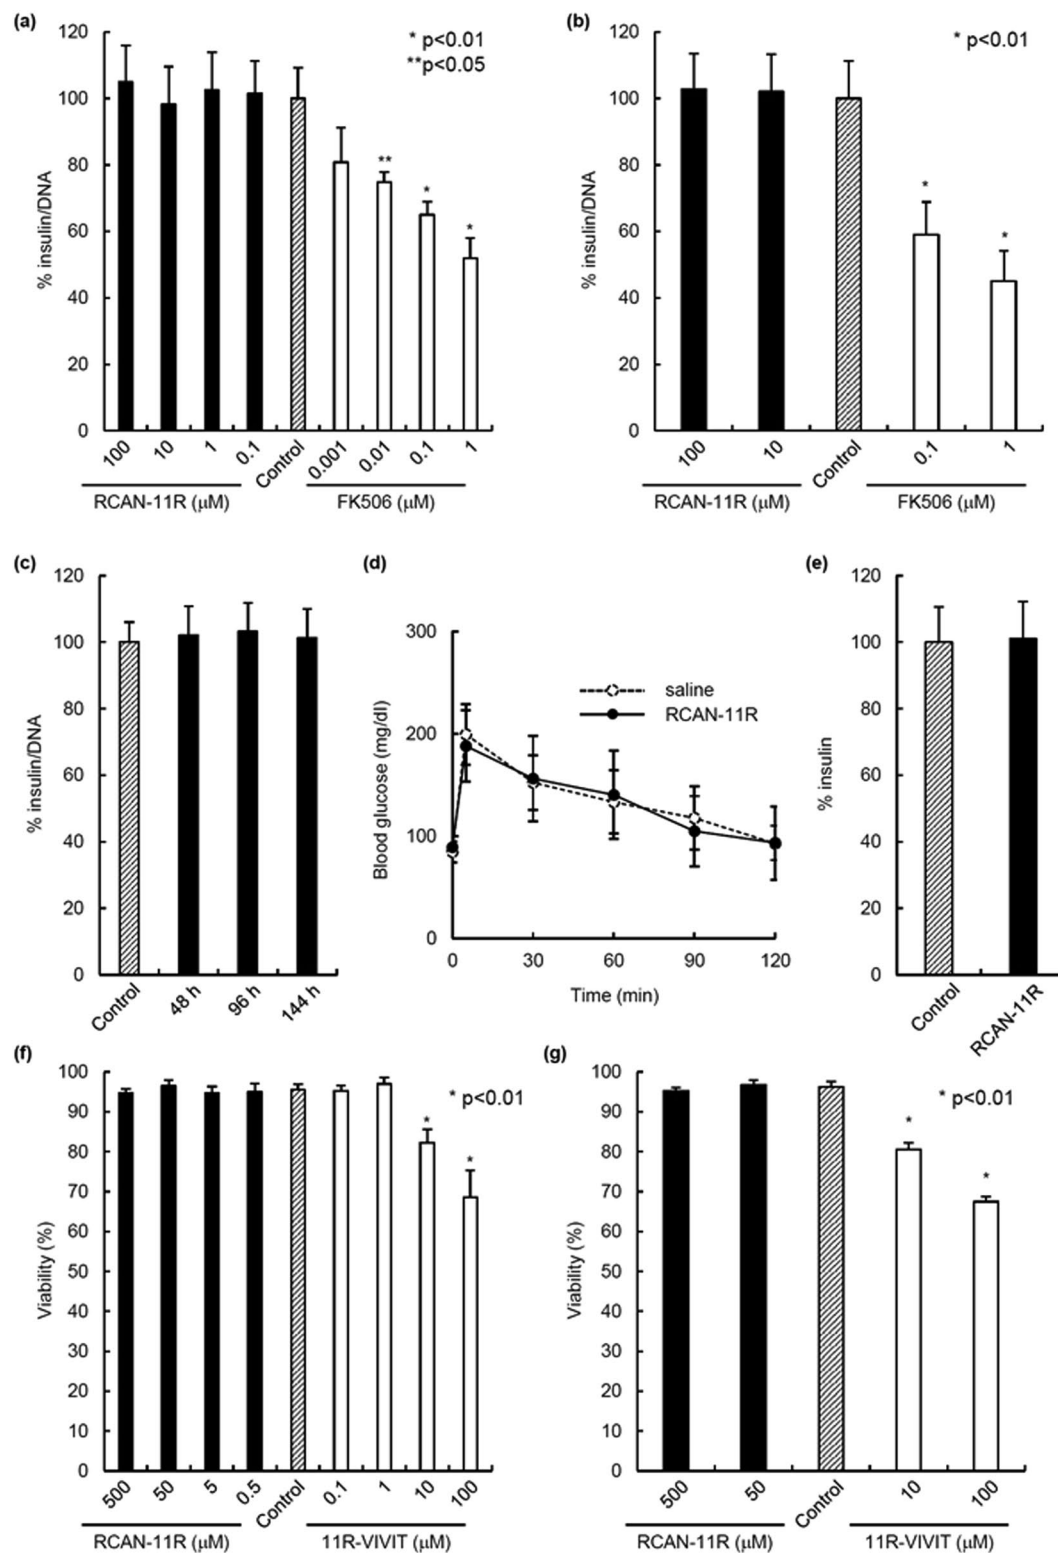 (a)
* p<0.01
**p<0.05
120
100
80
60
40
20
0
% insulin/DNA
**
*
*
100 10 1 0.1 Control 0.001 0.01 0.1 1
RCAN-11R (μM) FK506 (μM)
(b)
* p<0.01
120
100
80
60
40
20
0
% insulin/DNA
*
*
100 10 Control 0.1 1
RCAN-11R (μM) FK506 (μM)
(c)
120
100
80
60
40
20
0
% insulin/DNA
Control 48 h 96 h 144 h
(d)
300
200
100
0
Blood glucose (mg/dl)
saline
RCAN-11R
0 30 60 90 120
Time (min)
(e)
120
100
80
60
40
20
0
% insulin
Control RCAN-11R
(f)
* p<0.01
100
90
80
70
60
50
40
30
20
10
0
Viability (%)
*
*
500 50 5 0.5 Control 0.1 1 10 100
RCAN-11R (μM) 11R-VIVIT (μM)
(g)
* p<0.01
100
90
80
70
60
50
40
30
20
10
0
Viability (%)
*
*
500 50 Control 10 100
RCAN-11R (μM) 11R-VIVIT (μM)